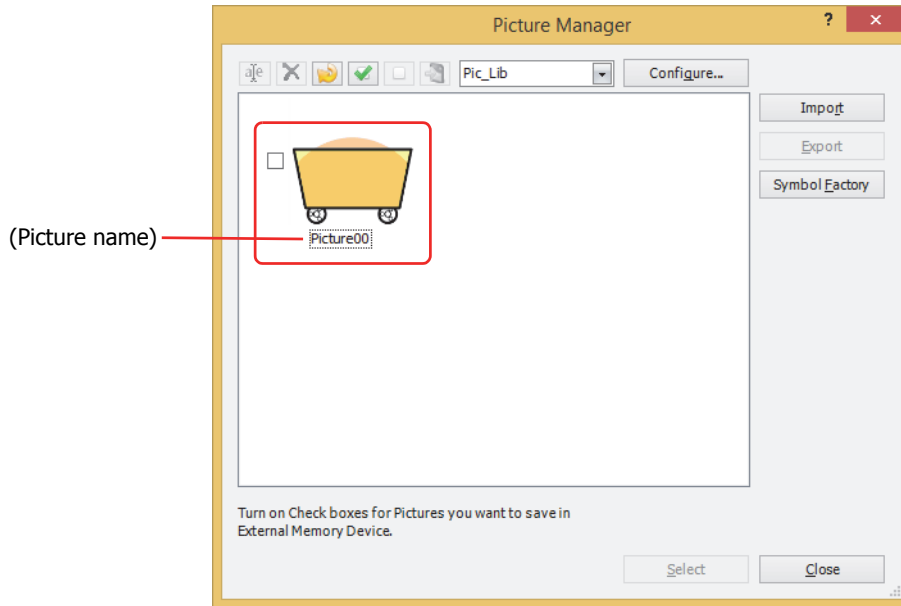 Picture Manager
?
Pic_Lib
Configure...
Import
Export
Symbol Factory
(Picture name)
Picture00
Turn on Check boxes for Pictures you want to save in
External Memory Device.
Select
Close